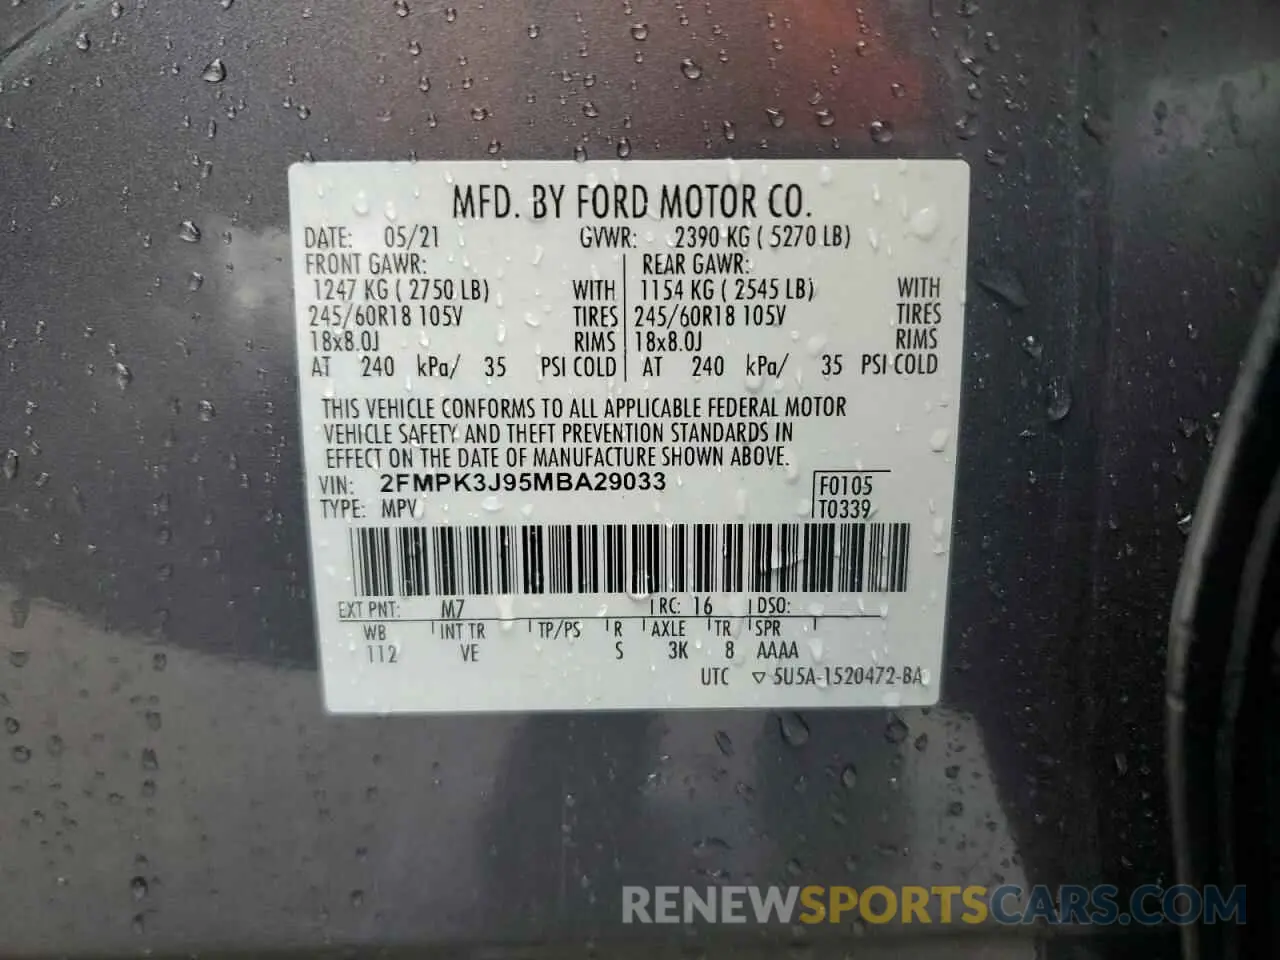 MFD. BY FORD MOTOR CO.
DATE: 05/21 GVWR: 2390 KG ( 5270 LB)
FRONT GAWR: REAR GAWR:
1247 KG ( 2750 LB) WITH 1154 KG ( 2545 LB) WITH
245/60R18 105V TIRES 245/60R18 105V TIRES
18x8.0J RIMS 18x8.0J RIMS
AT 240 kPa/ 35 PSI COLD AT 240 kPa/ 35 PSI COLD
THIS VEHICLE CONFORMS TO ALL APPLICABLE FEDERAL MOTOR
VEHICLE SAFETY AND THEFT PREVENTION STANDARDS IN
EFFECT ON THE DATE OF MANUFACTURE SHOWN ABOVE.
VIN: 2FMPK3J95MBA29033 F0105
TYPE: MPV T0339
EXT PNT: M7 RC: 16 DSO:
WB INT TR TP/PS R AXLE TR SPR
112 VE S 3K 8 AAAA
UTC ▽ 5U5A-1520472-BA
RENEWSPORTSCARS.COM